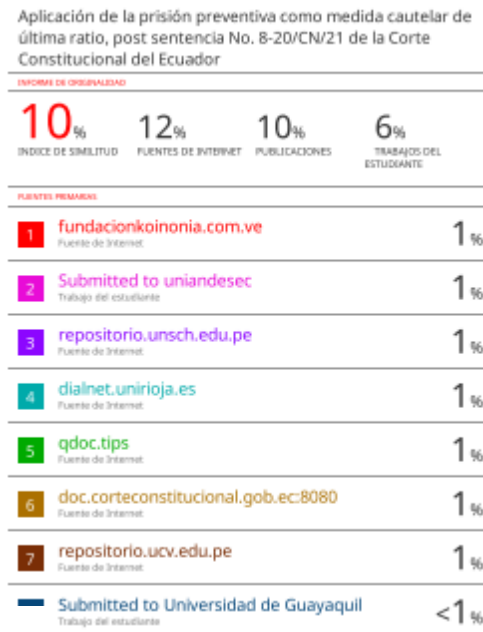 Aplicación de la prisión preventiva como medida cautelar de
última ratio, post sentencia No. 8-20/CN/21 de la Corte
Constitucional del Ecuador
INFORME DE ORIGINALIDAD
10% 12% 10% 6%
INDICE DE SIMILITUD FUENTES DE INTERNET PUBLICACIONES TRABAJOS DEL
ESTUDIANTE
FUENTES PRIMARIAS
1 fundacionkoinonia.com.ve 1%
Fuente de Internet
2 Submitted to uniandesec 1%
Trabajo del estudiante
3 repositorio.unsch.edu.pe 1%
Fuente de Internet
4 dialnet.unirioja.es 1%
Fuente de Internet
5 qdoc.tips 1%
Fuente de Internet
6 doc.corteconstitucional.gob.ec:8080 1%
Fuente de Internet
7 repositorio.ucv.edu.pe 1%
Fuente de Internet
Submitted to Universidad de Guayaquil <1%
Trabajo del estudiante